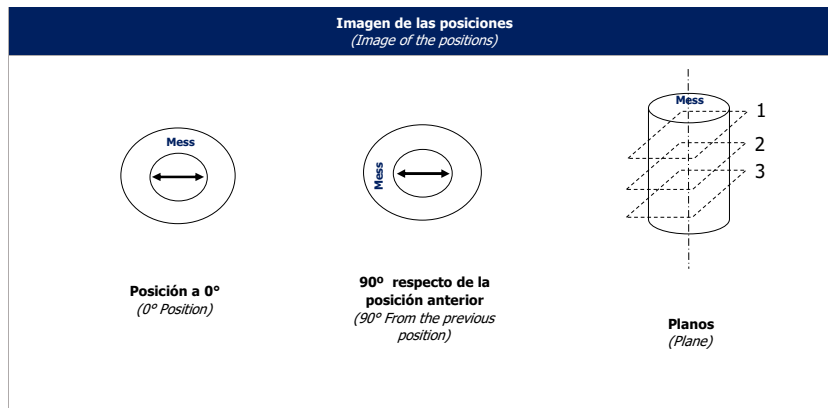 Imagen de las posiciones
(Image of the positions)
Mess
Posición a 0°
(0° Position)
Mess
90º respecto de la
posición anterior
(90° From the previous
position)
Mess
1
2
3
Planos
(Plane)